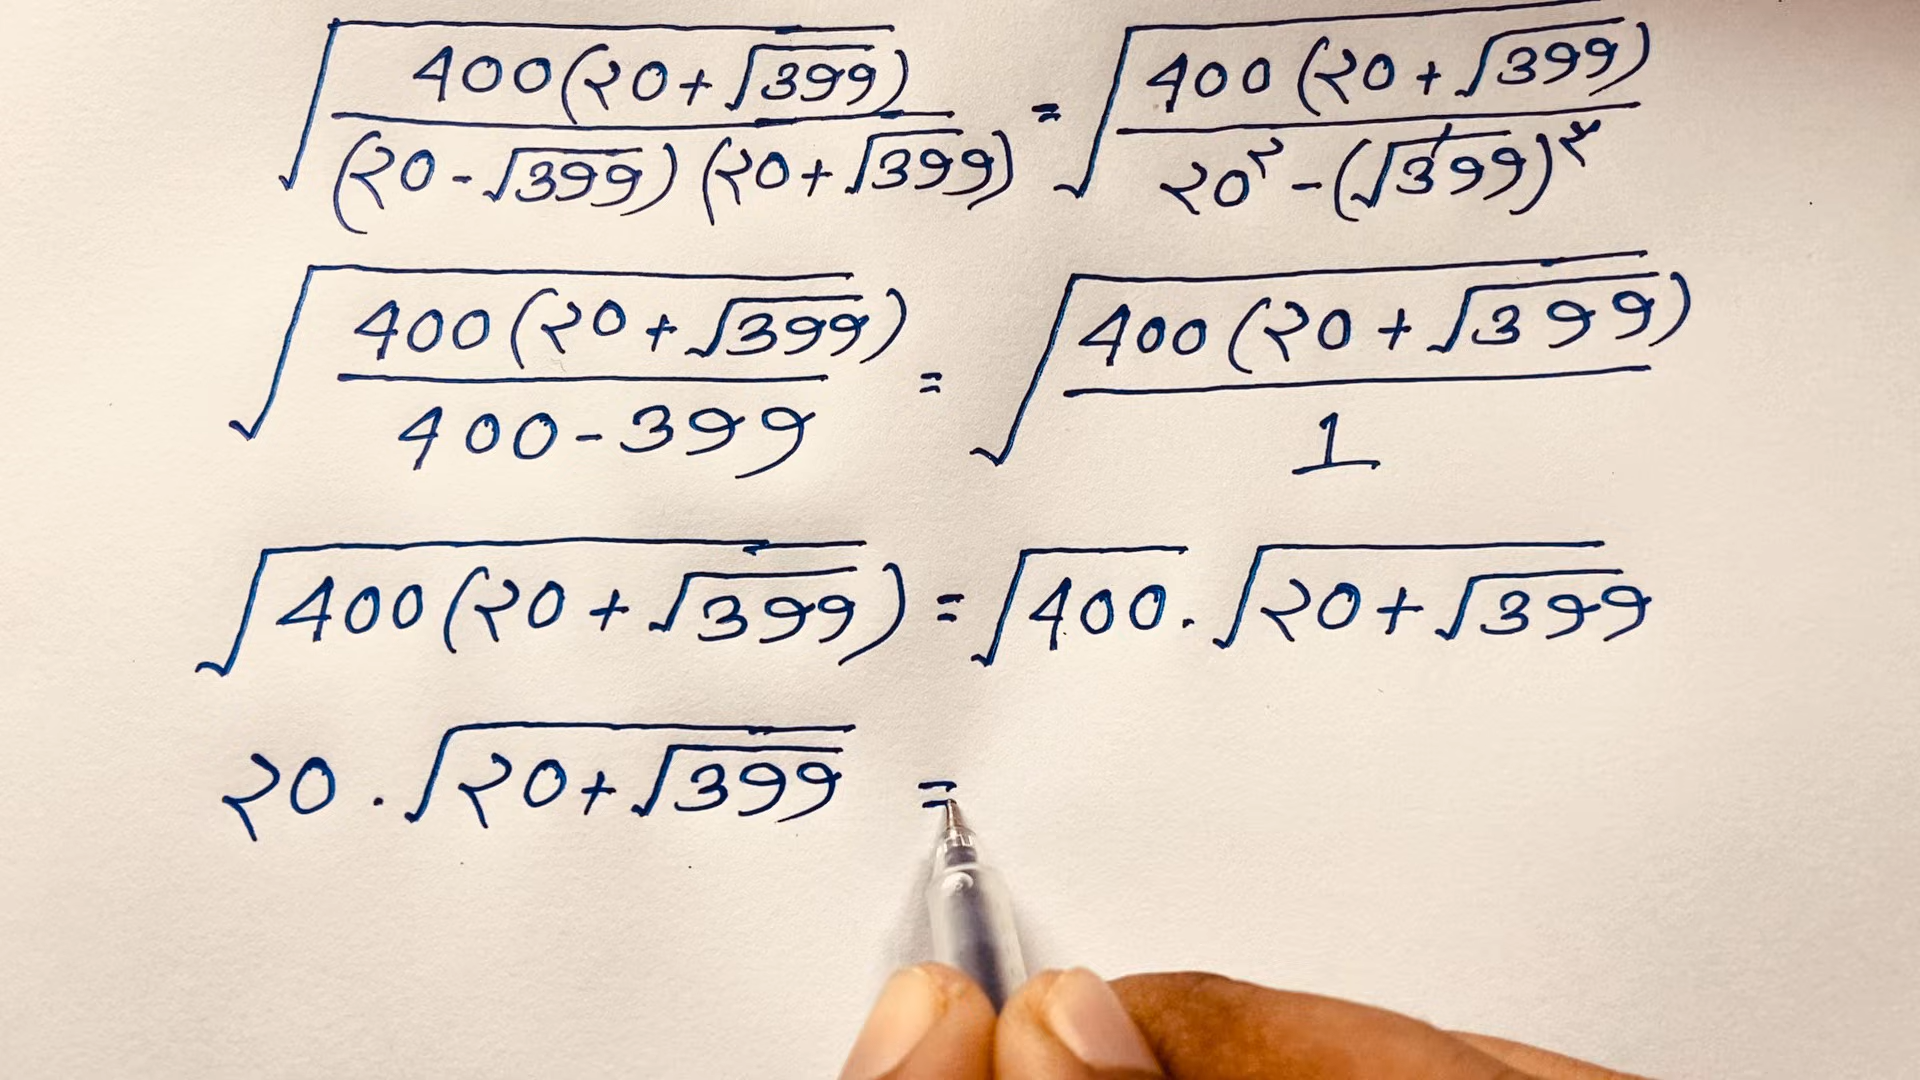 √(400(20+√399)/(20-√399)(20+√399)) = √(400(20+√399)/20²-(√399)²)
√(400(20+√399)/400-399) = √(400(20+√399)/1)
√(400(20+√399)) = √400.√(20+√399)
20.√(20+√399) =